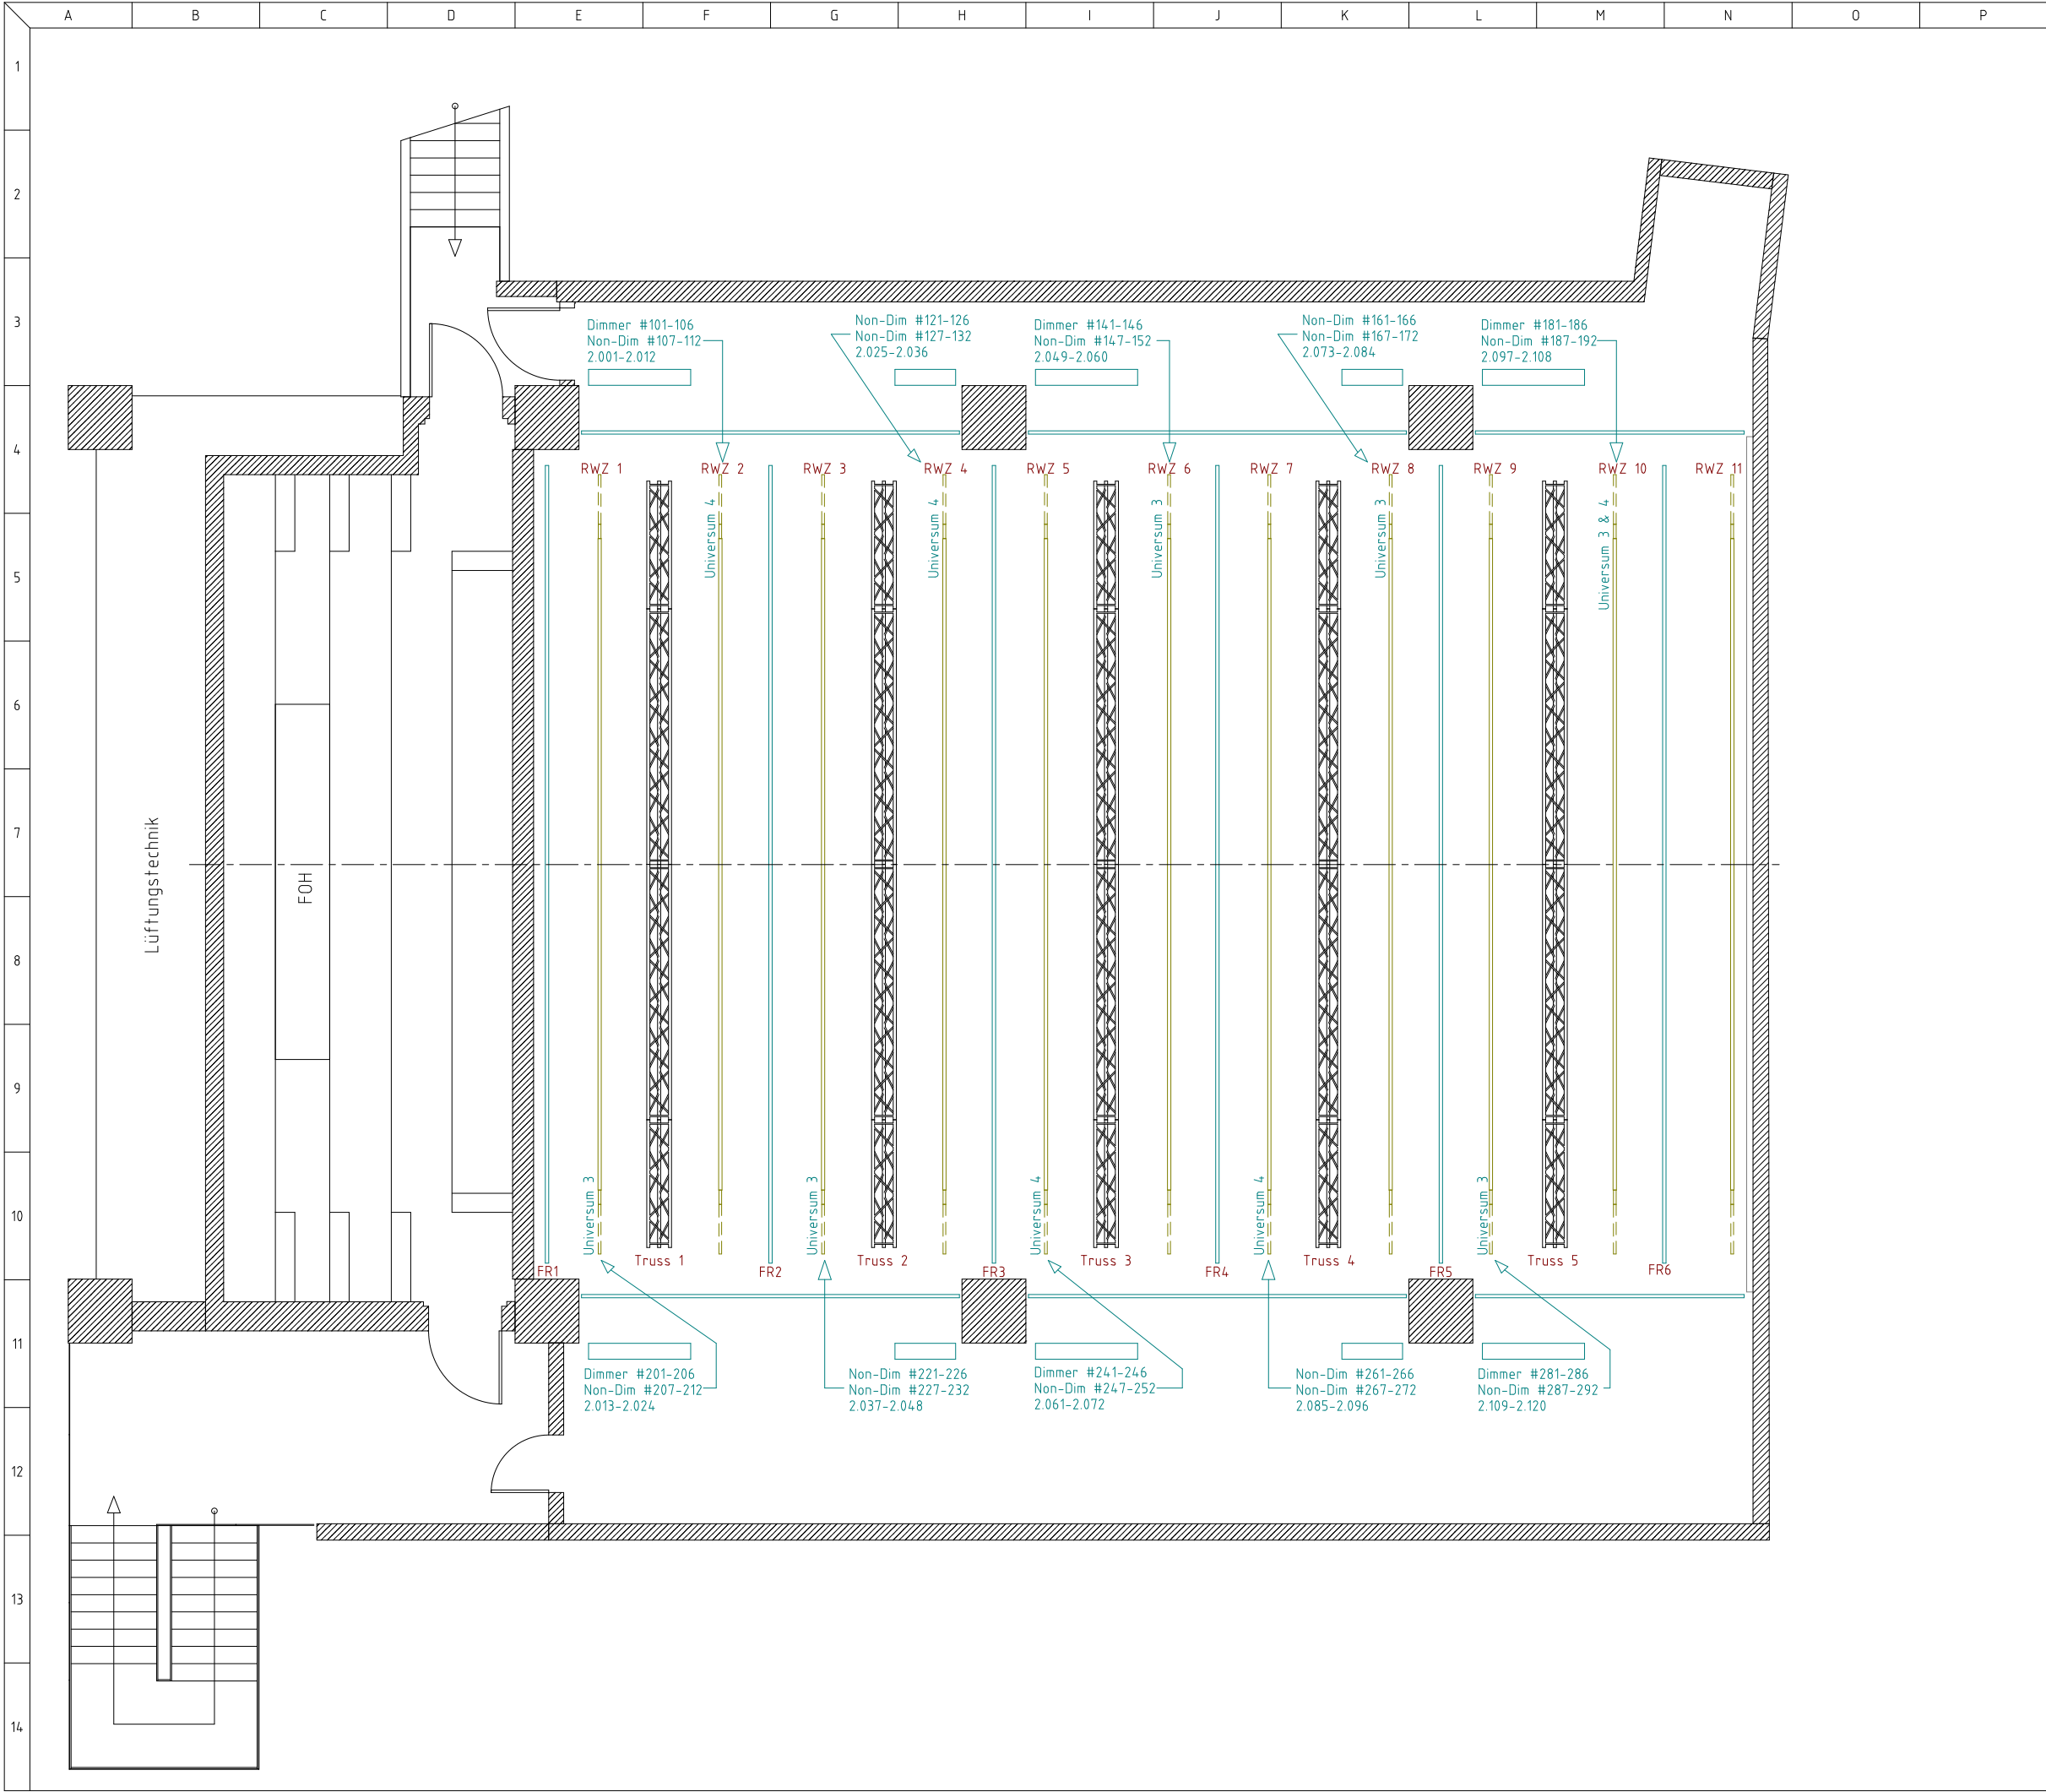 A B C D E F G H I J K L M N O P
1
2
3
4
5
6
7
8
9
10
11
12
13
14
Dimmer #101-106
Non-Dim #107-112
2.001-2.012
Non-Dim #121-126
Non-Dim #127-132
2.025-2.036
Dimmer #141-146
Non-Dim #147-152
2.049-2.060
Non-Dim #161-166
Non-Dim #167-172
2.073-2.084
Dimmer #181-186
Non-Dim #187-192
2.097-2.108
RWZ 1 RWZ 2 RWZ 3 RWZ 4 RWZ 5 RWZ 6 RWZ 7 RWZ 8 RWZ 9 RWZ 10 RWZ 11
Universum 4
Universum 4
Universum 3
Universum 3
Universum 3 & 4
Lüftungstechnik
FOH
Universum 3
Universum 3
Universum 4
Universum 4
Universum 3
Truss 1 Truss 2 Truss 3 Truss 4 Truss 5
FR1 FR2 FR3 FR4 FR5 FR6
Dimmer #201-206
Non-Dim #207-212
2.013-2.024
Non-Dim #221-226
Non-Dim #227-232
2.037-2.048
Dimmer #241-246
Non-Dim #247-252
2.061-2.072
Non-Dim #261-266
Non-Dim #267-272
2.085-2.096
Dimmer #281-286
Non-Dim #287-292
2.109-2.120